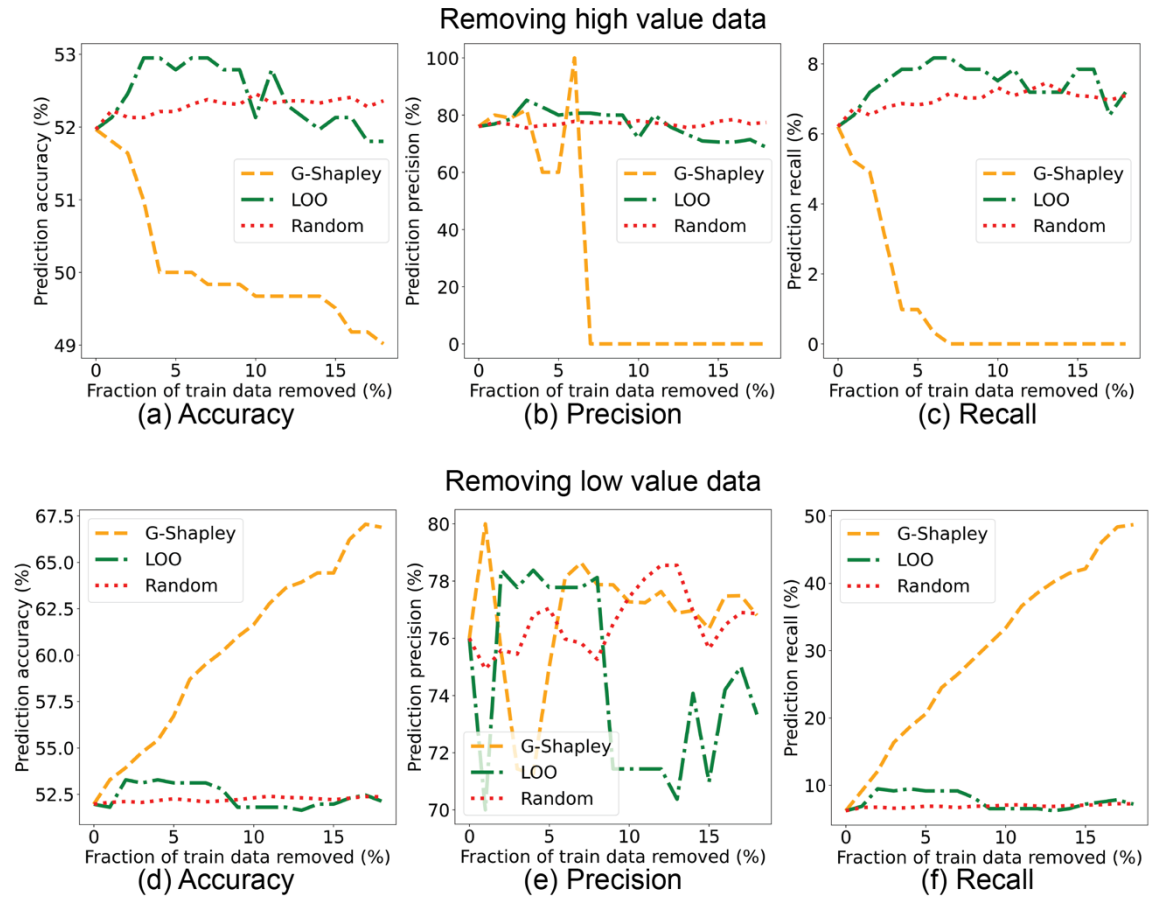 Removing high value data
53
52
51
50
49
Prediction accuracy (%)
G-Shapley
LOO
Random
0 5 10 15
Fraction of train data removed (%)
(a) Accuracy
100
80
60
40
20
0
Prediction precision (%)
G-Shapley
LOO
Random
0 5 10 15
Fraction of train data removed (%)
(b) Precision
8
6
4
2
0
Prediction recall (%)
G-Shapley
LOO
Random
0 5 10 15
Fraction of train data removed (%)
(c) Recall
Removing low value data
67.5
65.0
62.5
60.0
57.5
55.0
52.5
Prediction accuracy (%)
G-Shapley
LOO
Random
0 5 10 15
Fraction of train data removed (%)
(d) Accuracy
80
78
76
74
72
70
Prediction precision (%)
G-Shapley
LOO
Random
0 5 10 15
Fraction of train data removed (%)
(e) Precision
50
40
30
20
10
Prediction recall (%)
G-Shapley
LOO
Random
0 5 10 15
Fraction of train data removed (%)
(f) Recall